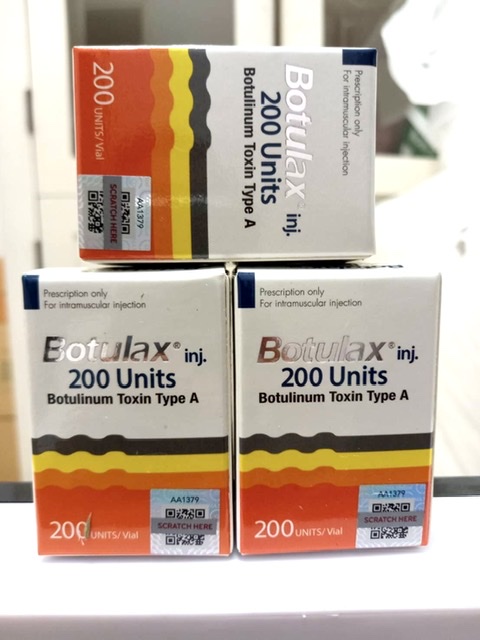 Prescription only
For intramuscular injection
Botulax® inj.
200 Units
Botulinum Toxin Type A
200 UNITS/Vial
AA1379
SCRATCH HERE
Prescription only
For intramuscular injection
Botulax® inj.
200 Units
Botulinum Toxin Type A
AA1379
SCRATCH HERE
200 UNITS/Vial
Prescription only
For intramuscular injection
Botulax® inj.
200 Units
Botulinum Toxin Type A
AA1379
SCRATCH HERE
200 UNITS/Vial